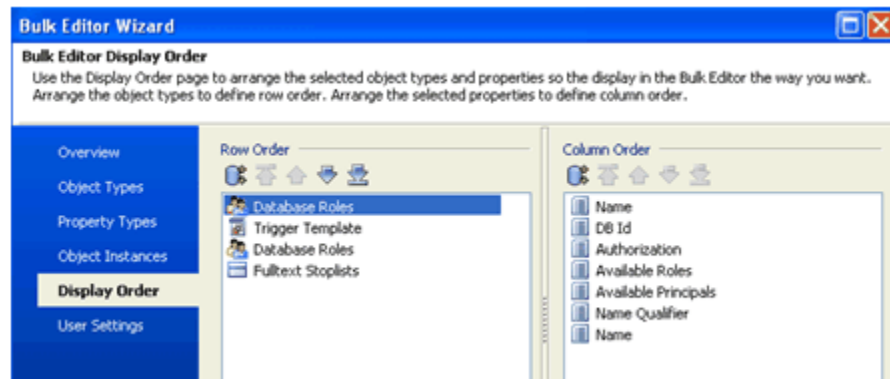 Bulk Editor Wizard
Bulk Editor Display Order
Use the Display Order page to arrange the selected object types and properties so the display in the Bulk Editor the way you want.
Arrange the object types to define row order. Arrange the selected properties to define column order.
Overview
Object Types
Property Types
Object Instances
Display Order
User Settings
Row Order
Database Roles
Trigger Template
Database Roles
Fulltext Stoplists
Column Order
Name
DB Id
Authorization
Available Roles
Available Principals
Name Qualifier
Name